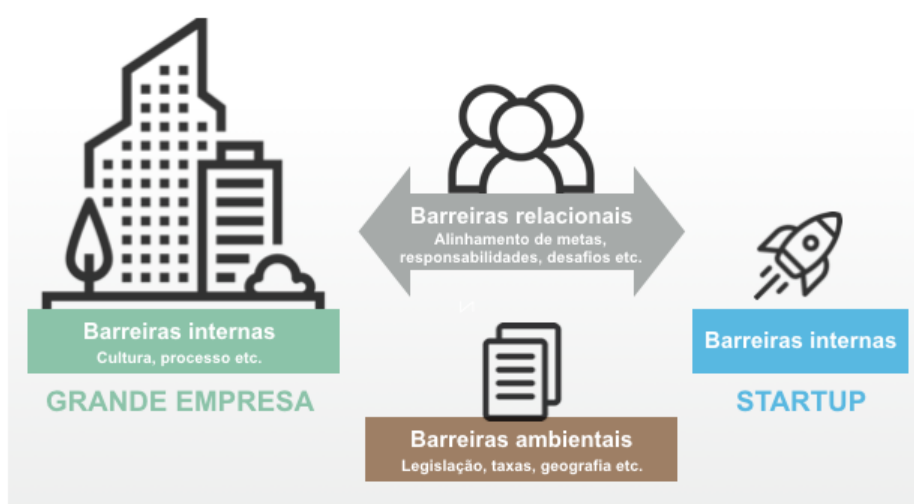 Barreiras relacionais
Alinhamento de metas,
responsabilidades, desafios etc.
Barreiras internas
Cultura, processo etc.
GRANDE EMPRESA
Barreiras internas
STARTUP
Barreiras ambientais
Legislação, taxas, geografia etc.